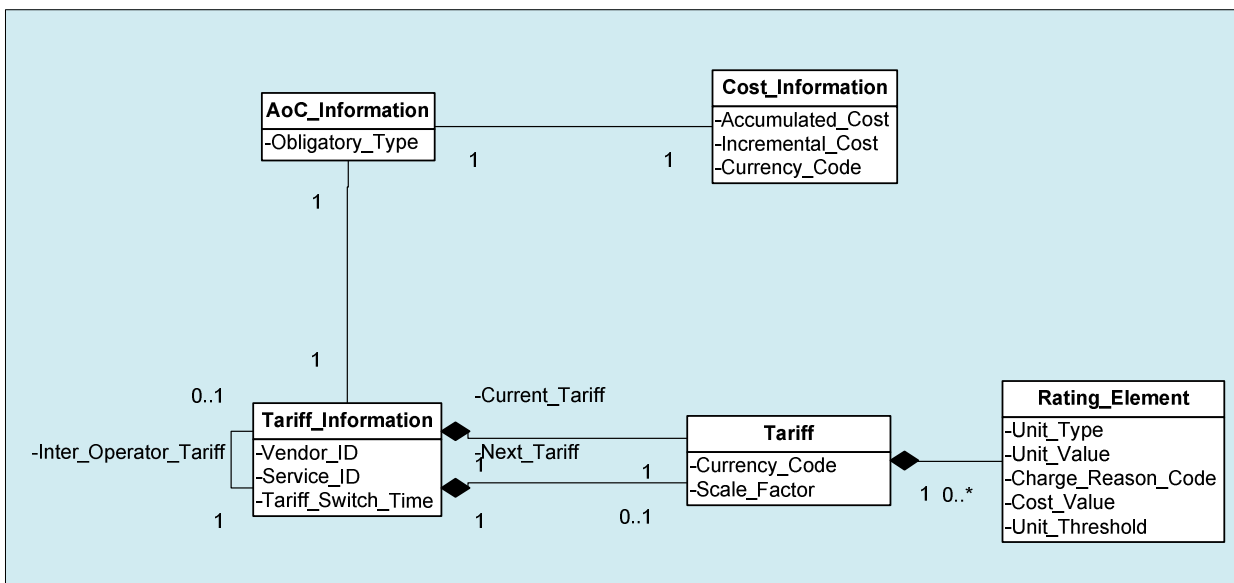 Cost_Information
-Accumulated_Cost
-Incremental_Cost
-Currency_Code
AoC_Information
-Obligatory_Type
1
1
1
1
0..1
-Inter_Operator_Tariff
1
Tariff_Information
-Vendor_ID
-Service_ID
-Tariff_Switch_Time
-Current_Tariff
-Next_Tariff
1
1
1
0..1
Tariff
-Currency_Code
-Scale_Factor
1
0..*
Rating_Element
-Unit_Type
-Unit_Value
-Charge_Reason_Code
-Cost_Value
-Unit_Threshold